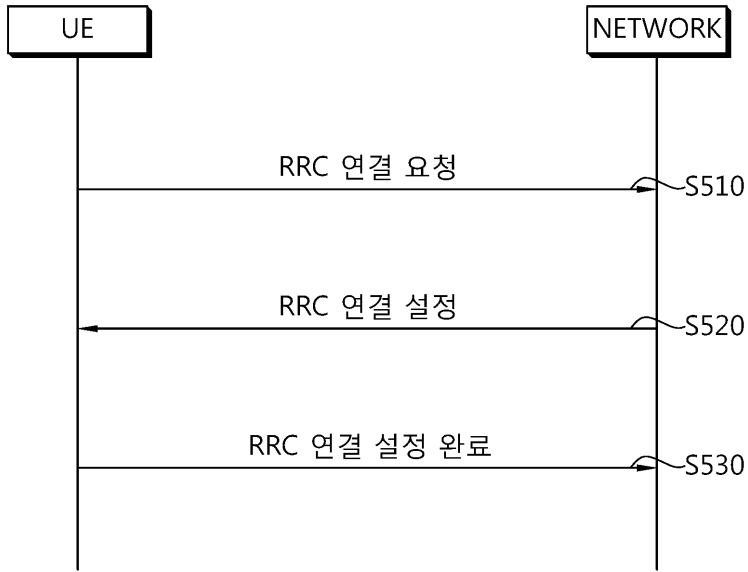 UE
NETWORK
RRC 연결 요청
S510
RRC 연결 설정
S520
RRC 연결 설정 완료
S530